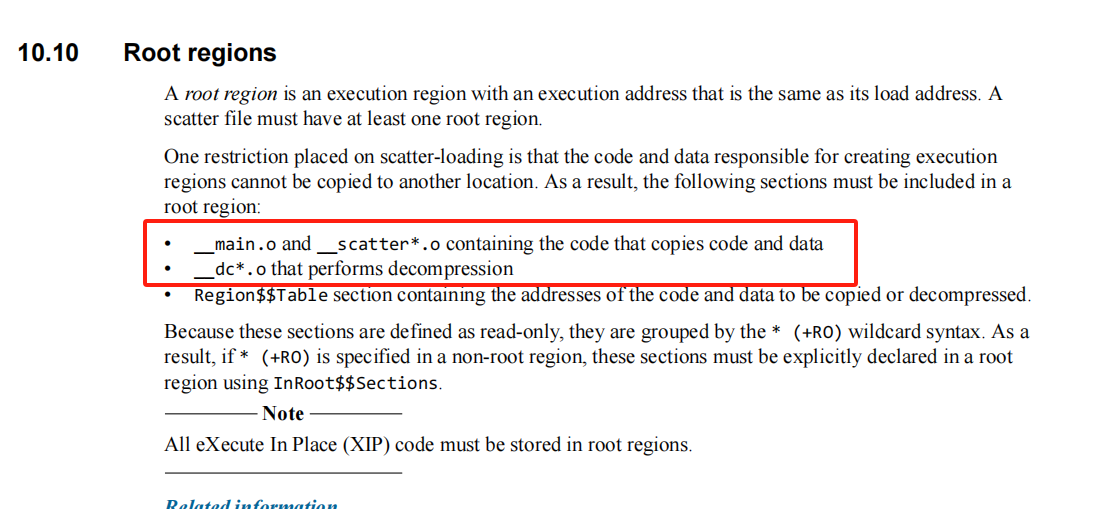 10.10 Root regions
A root region is an execution region with an execution address that is the same as its load address. A
scatter file must have at least one root region.
One restriction placed on scatter-loading is that the code and data responsible for creating execution
regions cannot be copied to another location. As a result, the following sections must be included in a
root region:
• __main.o and __scatter*.o containing the code that copies code and data
• __dc*.o that performs decompression
• Region$$Table section containing the addresses of the code and data to be copied or decompressed.
Because these sections are defined as read-only, they are grouped by the * (+RO) wildcard syntax. As a
result, if * (+RO) is specified in a non-root region, these sections must be explicitly declared in a root
region using InRoot$$Sections.
Note
All eXecute In Place (XIP) code must be stored in root regions.
Related information